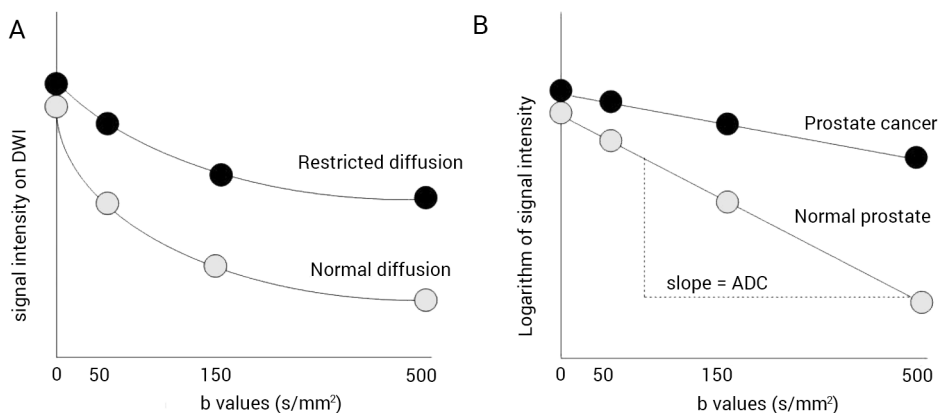 A
signal intensity on DWI
Restricted diffusion
Normal diffusion
0 50 150 500
b values (s/mm²)
B
Logarithm of signal intensity
Prostate cancer
Normal prostate
slope = ADC
0 50 150 500
b values (s/mm²)